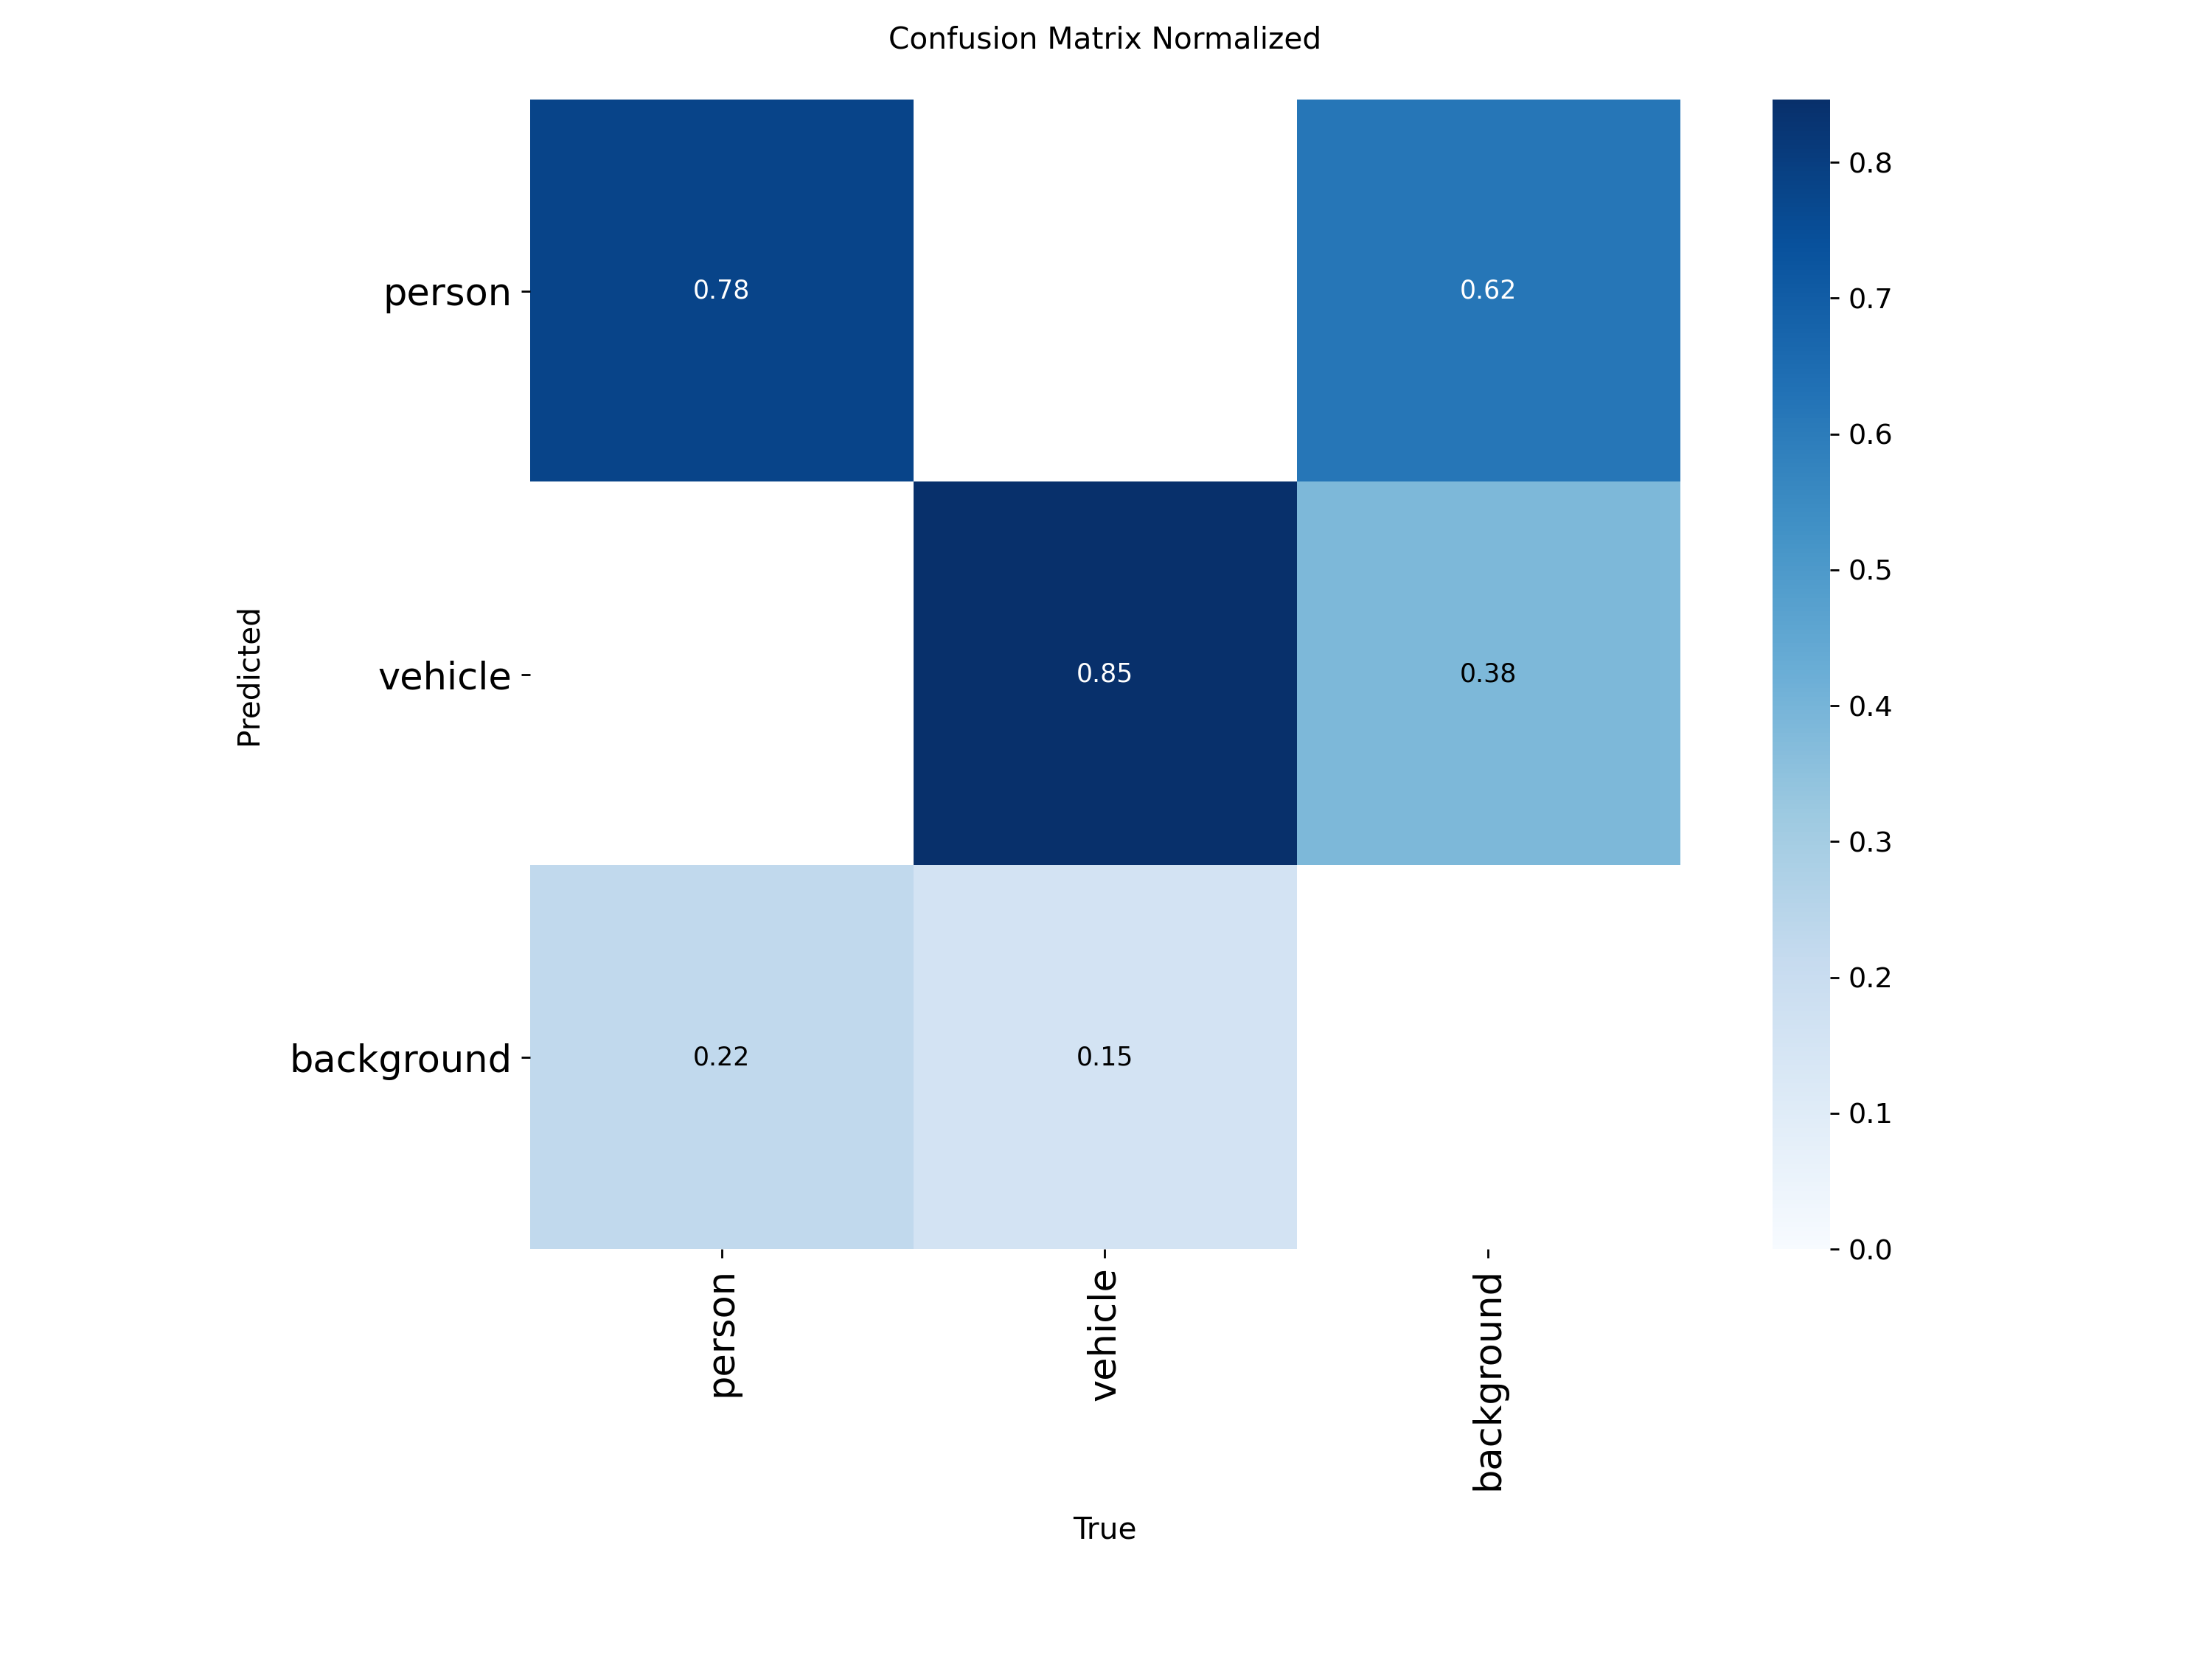 Confusion Matrix Normalized
person
0.78
0.62
vehicle
0.85
0.38
background
0.22
0.15
Predicted
person
vehicle
background
True
0.8
0.7
0.6
0.5
0.4
0.3
0.2
0.1
0.0